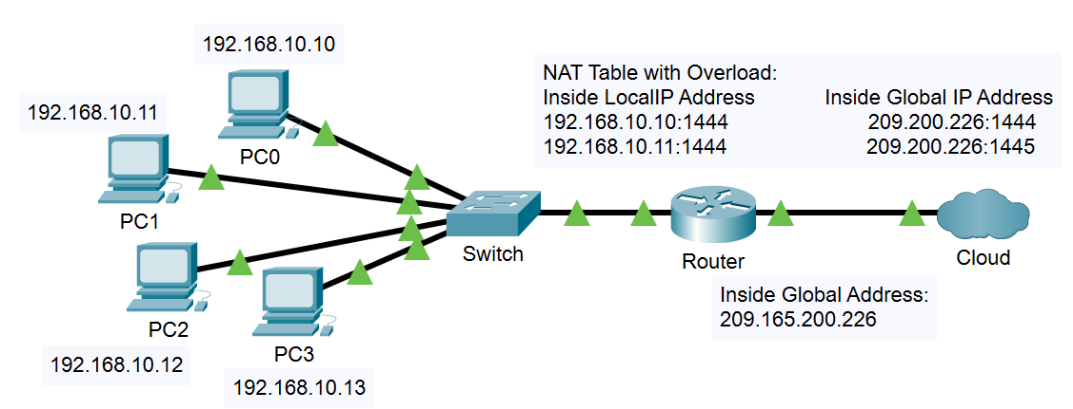 192.168.10.10
PC0
192.168.10.11
PC1
PC2
192.168.10.12
PC3
192.168.10.13
Switch
NAT Table with Overload:
Inside LocalIP Address Inside Global IP Address
192.168.10.10:1444 209.200.226:1444
192.168.10.11:1444 209.200.226:1445
Router
Inside Global Address:
209.165.200.226
Cloud